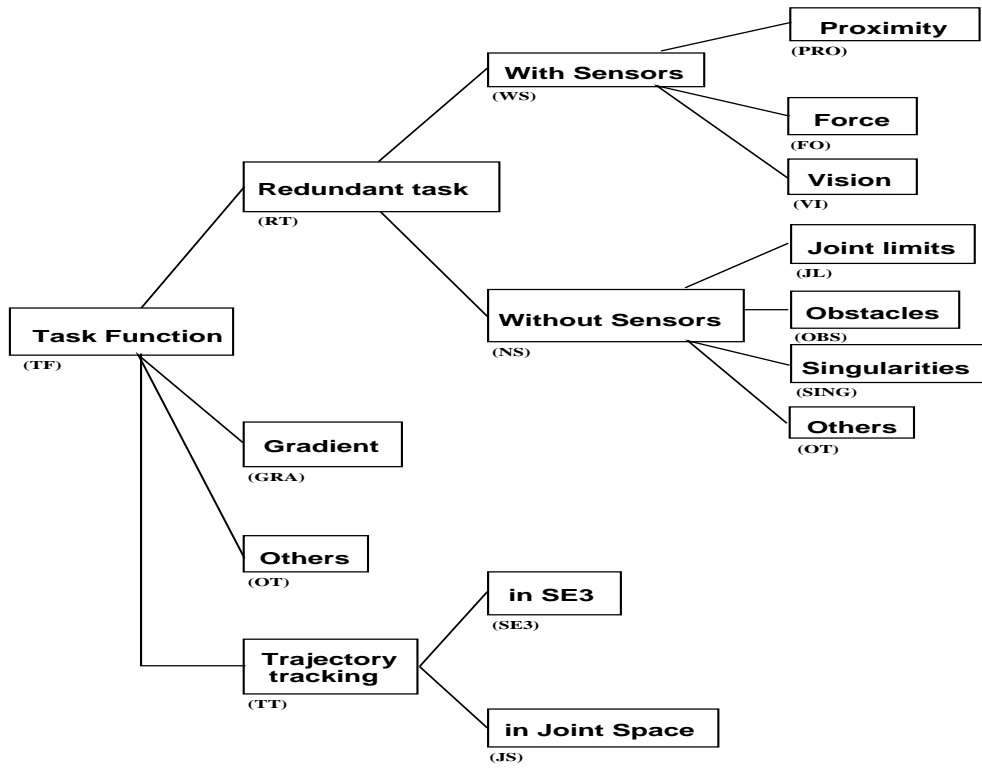 Proximity
(PRO)
With Sensors
(WS)
Force
(FO)
Vision
(VI)
Redundant task
(RT)
Joint limits
(JL)
Without Sensors
(NS)
Obstacles
(OBS)
Singularities
(SING)
Others
(OT)
Task Function
(TF)
Gradient
(GRA)
Others
(OT)
in SE3
(SE3)
Trajectory
tracking
(TT)
in Joint Space
(JS)